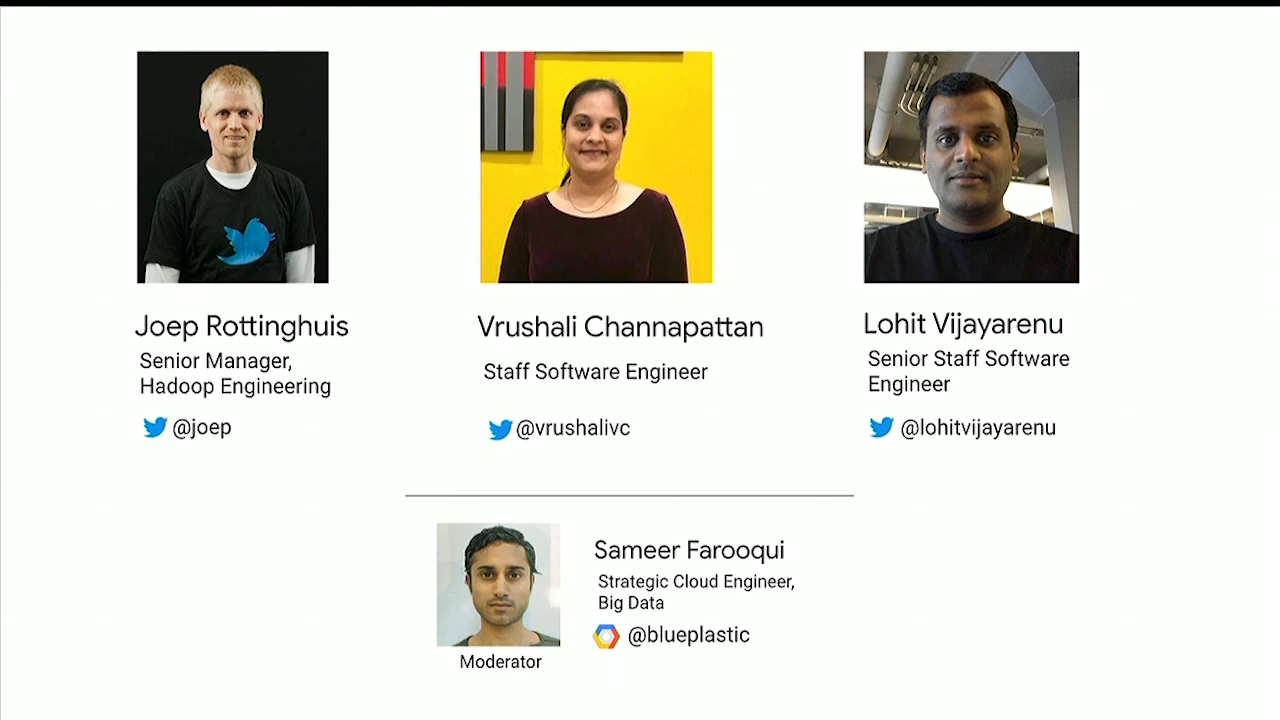 Joep Rottinghuis
Senior Manager,
Hadoop Engineering
@joep
Vrushali Channapattan
Staff Software Engineer
@vrushalivc
Lohit Vijayarenu
Senior Staff Software
Engineer
@lohitvijayarenu
Moderator
Sameer Farooqui
Strategic Cloud Engineer,
Big Data
@blueplastic